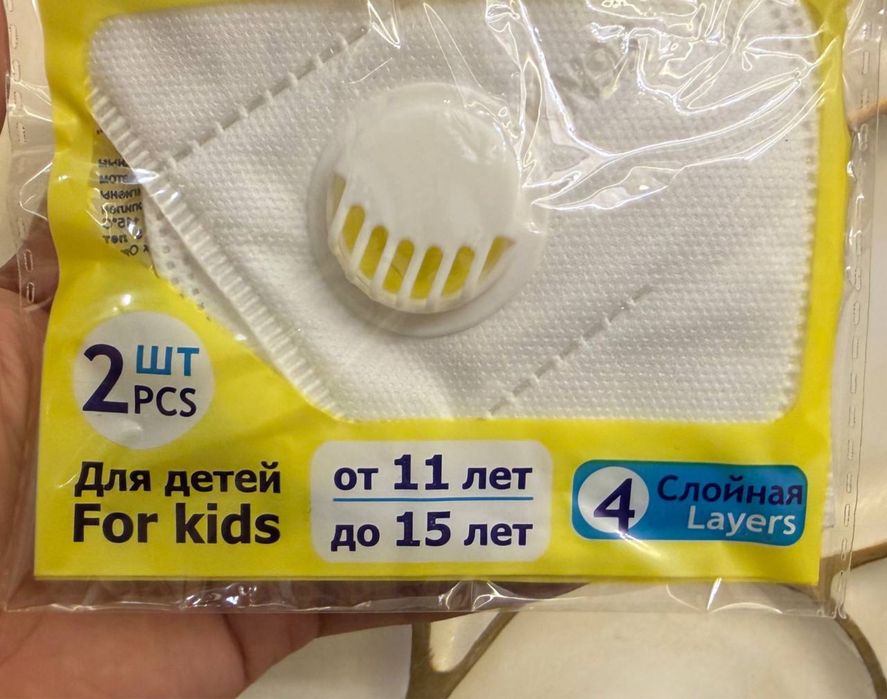 2 ШТ
PCS
Для детей
For kids
от 11 лет
до 15 лет
4 Слойная
Layers